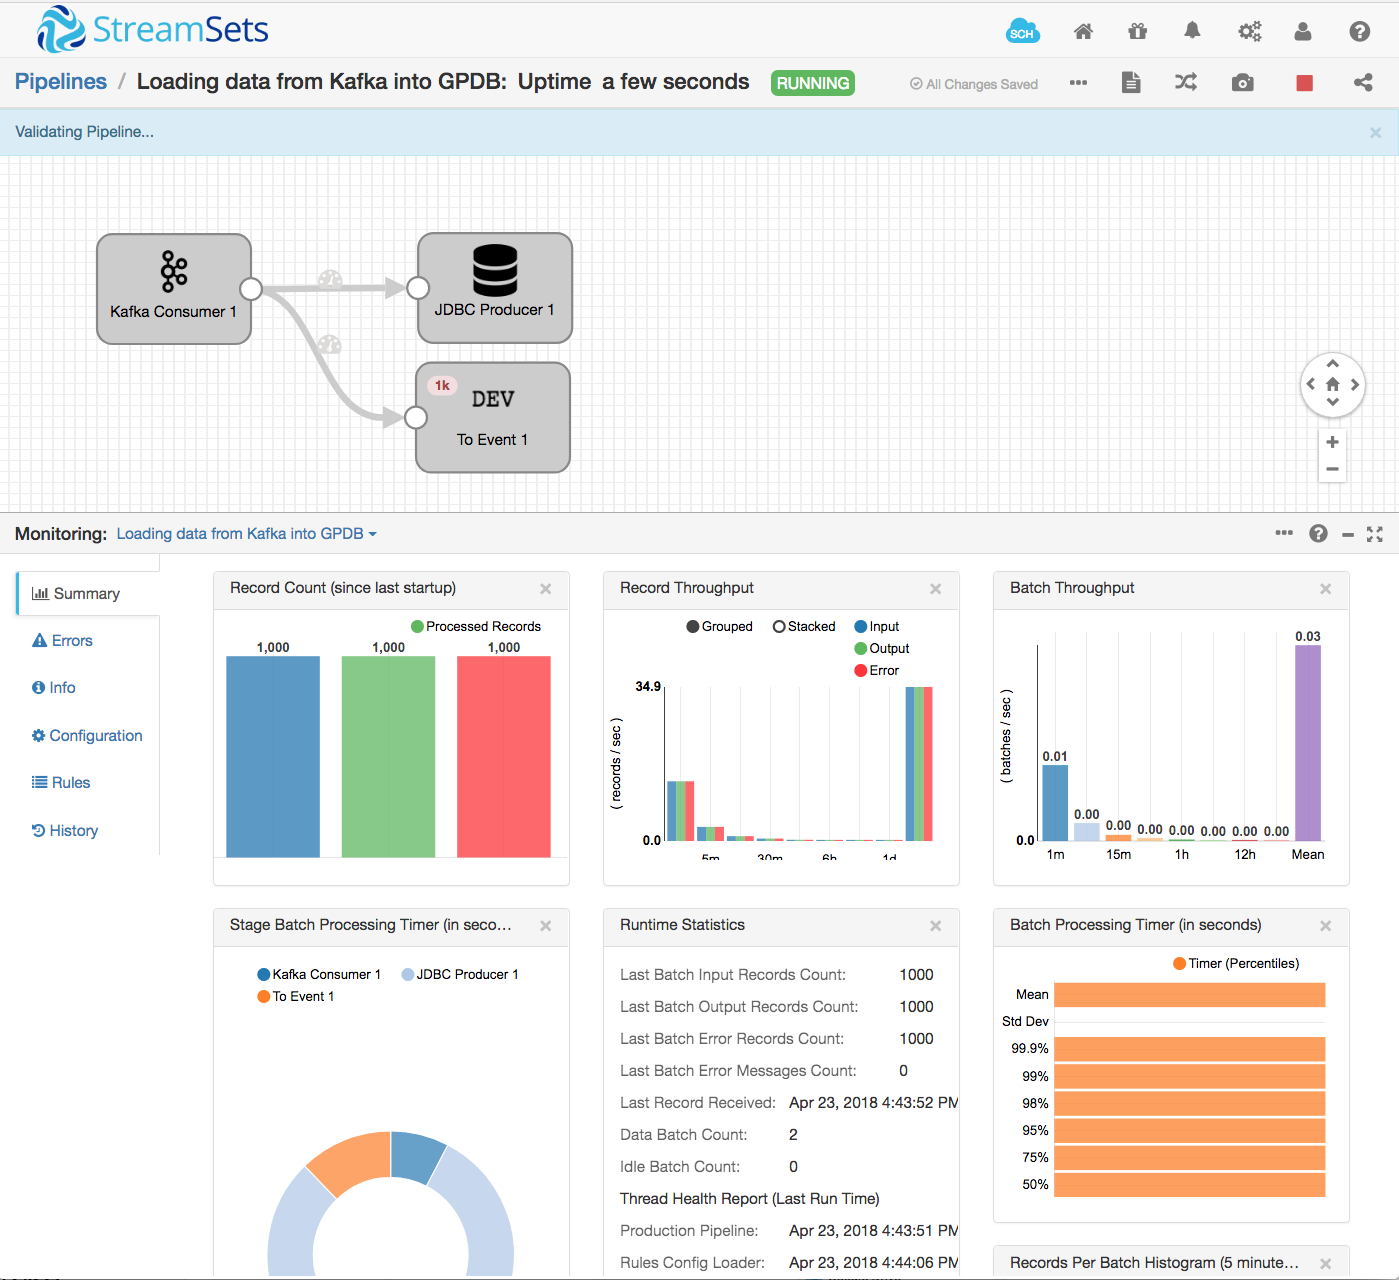 StreamSets
SCH
Pipelines / Loading data from Kafka into GPDB: Uptime a few seconds RUNNING All Changes Saved
Validating Pipeline...
Kafka Consumer 1
JDBC Producer 1
1k
DEV
To Event 1
Monitoring: Loading data from Kafka into GPDB
Summary
Errors
Info
Configuration
Rules
History
Record Count (since last startup)
Processed Records
1,000 1,000 1,000
Record Throughput
Grouped Stacked Input
Output
Error
34.9
( records / sec )
0.0
5m 30m 6h 1d
Batch Throughput
0.03
( batches / sec )
0.01
0.00 0.00 0.00 0.00 0.00 0.00 0.00
0.0
1m 15m 1h 12h Mean
Stage Batch Processing Timer (in seco...
Kafka Consumer 1 JDBC Producer 1
To Event 1
Runtime Statistics
Last Batch Input Records Count: 1000
Last Batch Output Records Count: 1000
Last Batch Error Records Count: 1000
Last Batch Error Messages Count: 0
Last Record Received: Apr 23, 2018 4:43:52 PM
Data Batch Count: 2
Idle Batch Count: 0
Thread Health Report (Last Run Time)
Production Pipeline: Apr 23, 2018 4:43:51 PM
Rules Config Loader: Apr 23, 2018 4:44:06 PM
Batch Processing Timer (in seconds)
Timer (Percentiles)
Mean
Std Dev
99.9%
99%
98%
95%
75%
50%
Records Per Batch Histogram (5 minute...